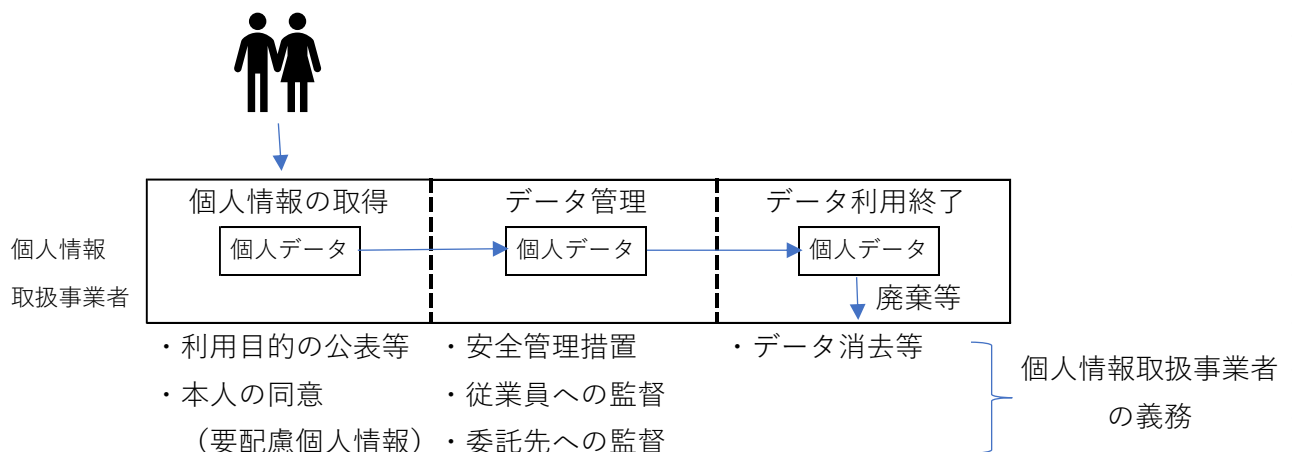 個人情報の取得
データ管理
データ利用終了
個人情報
取扱事業者
個人データ
個人データ
個人データ
廃棄等
・利用目的の公表等
・本人の同意
（要配慮個人情報）
・安全管理措置
・従業員への監督
・委託先への監督
・データ消去等
個人情報取扱事業者
の義務